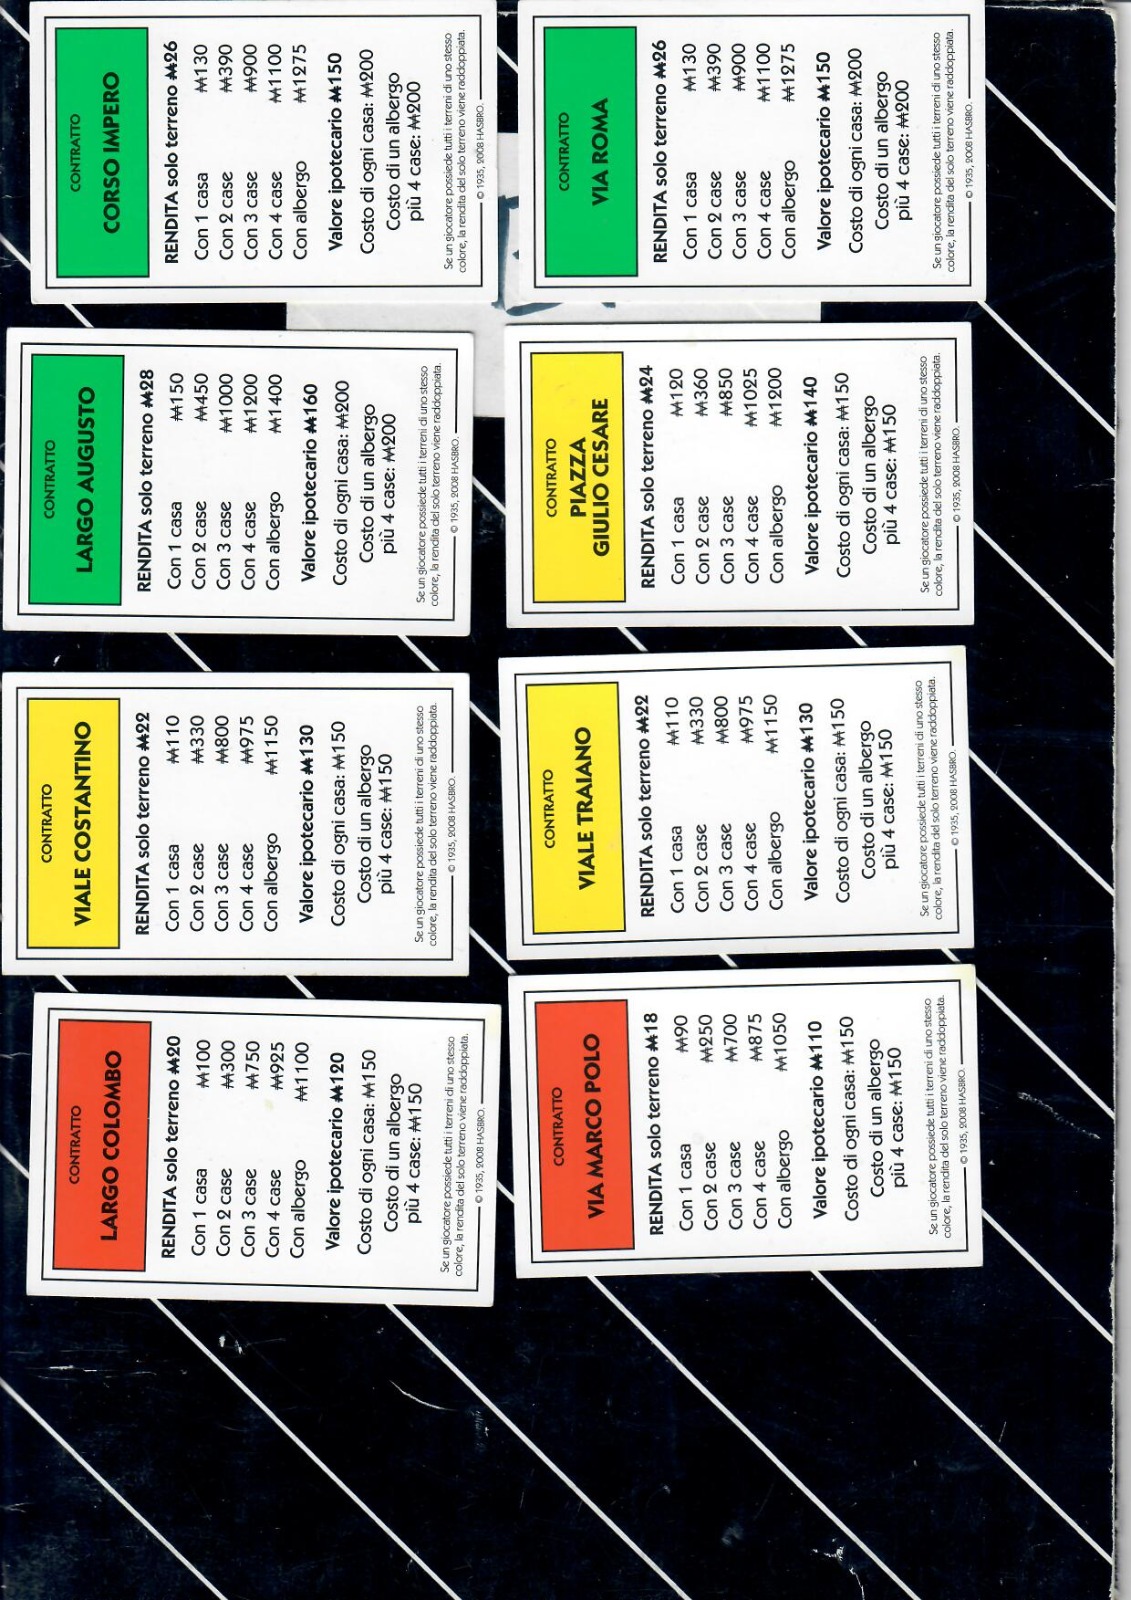 CONTRATTO
CORSO IMPERO
RENDITA solo terreno ₩26
Con 1 casa ₩130
Con 2 case ₩390
Con 3 case ₩900
Con 4 case ₩1100
Con albergo ₩1275
Valore ipotecario ₩150
Costo di ogni casa: ₩200
Costo di un albergo
più 4 case: ₩200
Se un giocatore possiede tutti i terreni di uno stesso
colore, la rendita del solo terreno viene raddoppiata.
© 1935, 2008 HASBRO.
CONTRATTO
VIA ROMA
RENDITA solo terreno ₩26
Con 1 casa ₩130
Con 2 case ₩390
Con 3 case ₩900
Con 4 case ₩1100
Con albergo ₩1275
Valore ipotecario ₩150
Costo di ogni casa: ₩200
Costo di un albergo
più 4 case: ₩200
Se un giocatore possiede tutti i terreni di uno stesso
colore, la rendita del solo terreno viene raddoppiata.
© 1935, 2008 HASBRO.
CONTRATTO
LARGO AUGUSTO
RENDITA solo terreno ₩28
Con 1 casa ₩150
Con 2 case ₩450
Con 3 case ₩1000
Con 4 case ₩1200
Con albergo ₩1400
Valore ipotecario ₩160
Costo di ogni casa: ₩200
Costo di un albergo
più 4 case: ₩200
Se un giocatore possiede tutti i terreni di uno stesso
colore, la rendita del solo terreno viene raddoppiata.
© 1935, 2008 HASBRO.
CONTRATTO
PIAZZA
GIULIO CESARE
RENDITA solo terreno ₩24
Con 1 casa ₩120
Con 2 case ₩360
Con 3 case ₩850
Con 4 case ₩1025
Con albergo ₩1200
Valore ipotecario ₩140
Costo di ogni casa: ₩150
Costo di un albergo
più 4 case: ₩150
Se un giocatore possiede tutti i terreni di uno stesso
colore, la rendita del solo terreno viene raddoppiata.
© 1935, 2008 HASBRO.
CONTRATTO
VIALE COSTANTINO
RENDITA solo terreno ₩22
Con 1 casa ₩110
Con 2 case ₩330
Con 3 case ₩800
Con 4 case ₩975
Con albergo ₩1150
Valore ipotecario ₩130
Costo di ogni casa: ₩150
Costo di un albergo
più 4 case: ₩150
Se un giocatore possiede tutti i terreni di uno stesso
colore, la rendita del solo terreno viene raddoppiata.
© 1935, 2008 HASBRO.
CONTRATTO
VIALE TRAIANO
RENDITA solo terreno ₩22
Con 1 casa ₩110
Con 2 case ₩330
Con 3 case ₩800
Con 4 case ₩975
Con albergo ₩1150
Valore ipotecario ₩130
Costo di ogni casa: ₩150
Costo di un albergo
più 4 case: ₩150
Se un giocatore possiede tutti i terreni di uno stesso
colore, la rendita del solo terreno viene raddoppiata.
© 1935, 2008 HASBRO.
CONTRATTO
LARGO COLOMBO
RENDITA solo terreno ₩20
Con 1 casa ₩100
Con 2 case ₩300
Con 3 case ₩750
Con 4 case ₩925
Con albergo ₩1100
Valore ipotecario ₩120
Costo di ogni casa: ₩150
Costo di un albergo
più 4 case: ₩150
Se un giocatore possiede tutti i terreni di uno stesso
colore, la rendita del solo terreno viene raddoppiata.
© 1935, 2008 HASBRO.
CONTRATTO
VIA MARCO POLO
RENDITA solo terreno ₩18
Con 1 casa ₩90
Con 2 case ₩250
Con 3 case ₩700
Con 4 case ₩875
Con albergo ₩1050
Valore ipotecario ₩110
Costo di ogni casa: ₩150
Costo di un albergo
più 4 case: ₩150
Se un giocatore possiede tutti i terreni di uno stesso
colore, la rendita del solo terreno viene raddoppiata.
© 1935, 2008 HASBRO.